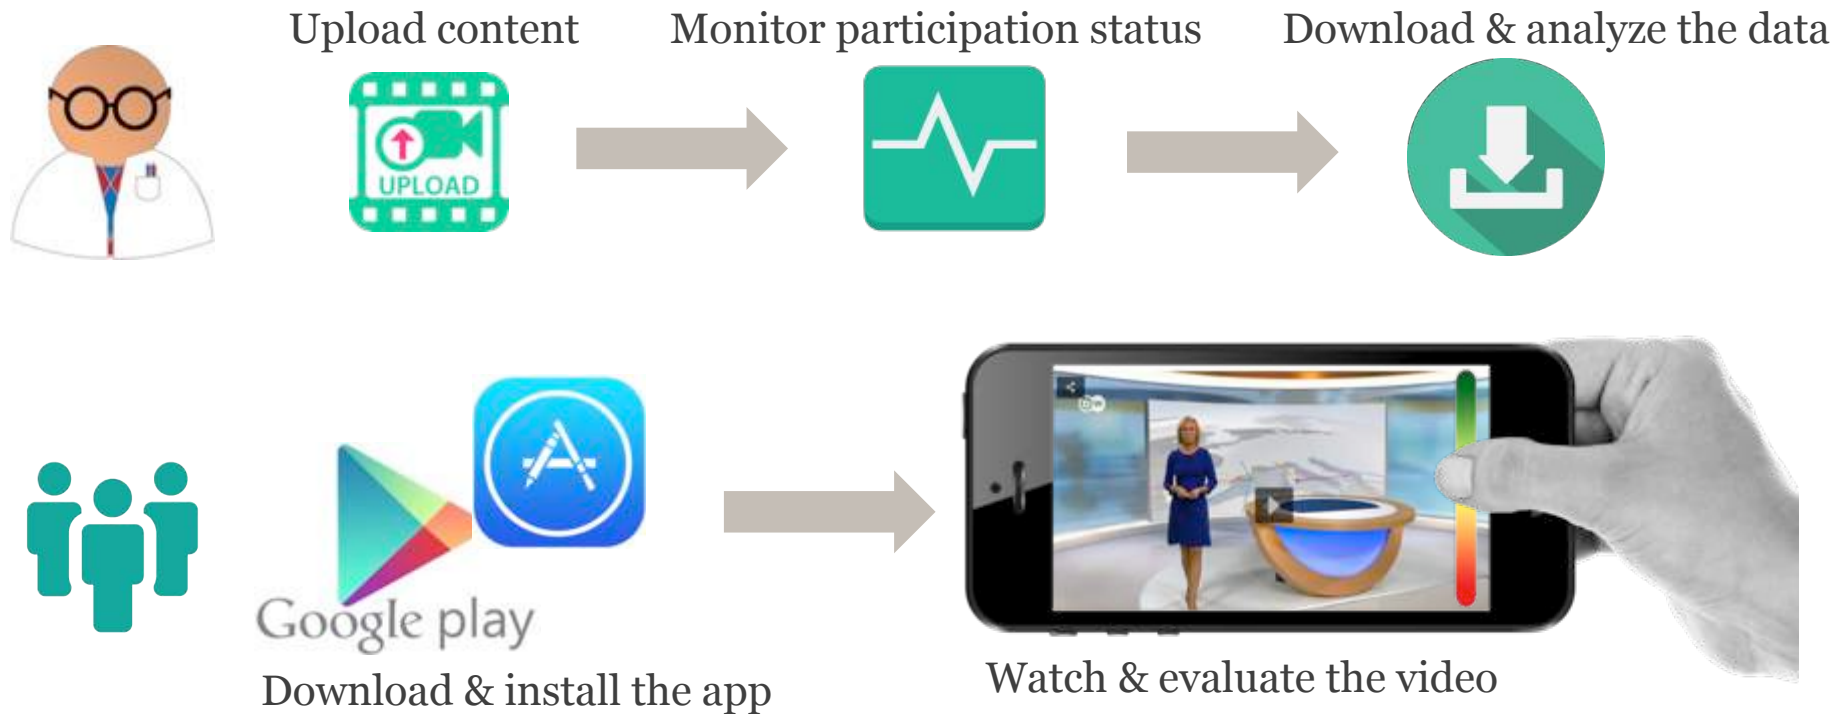 Upload content
Monitor participation status
Download & analyze the data
UPLOAD
Google play
Download & install the app
Watch & evaluate the video